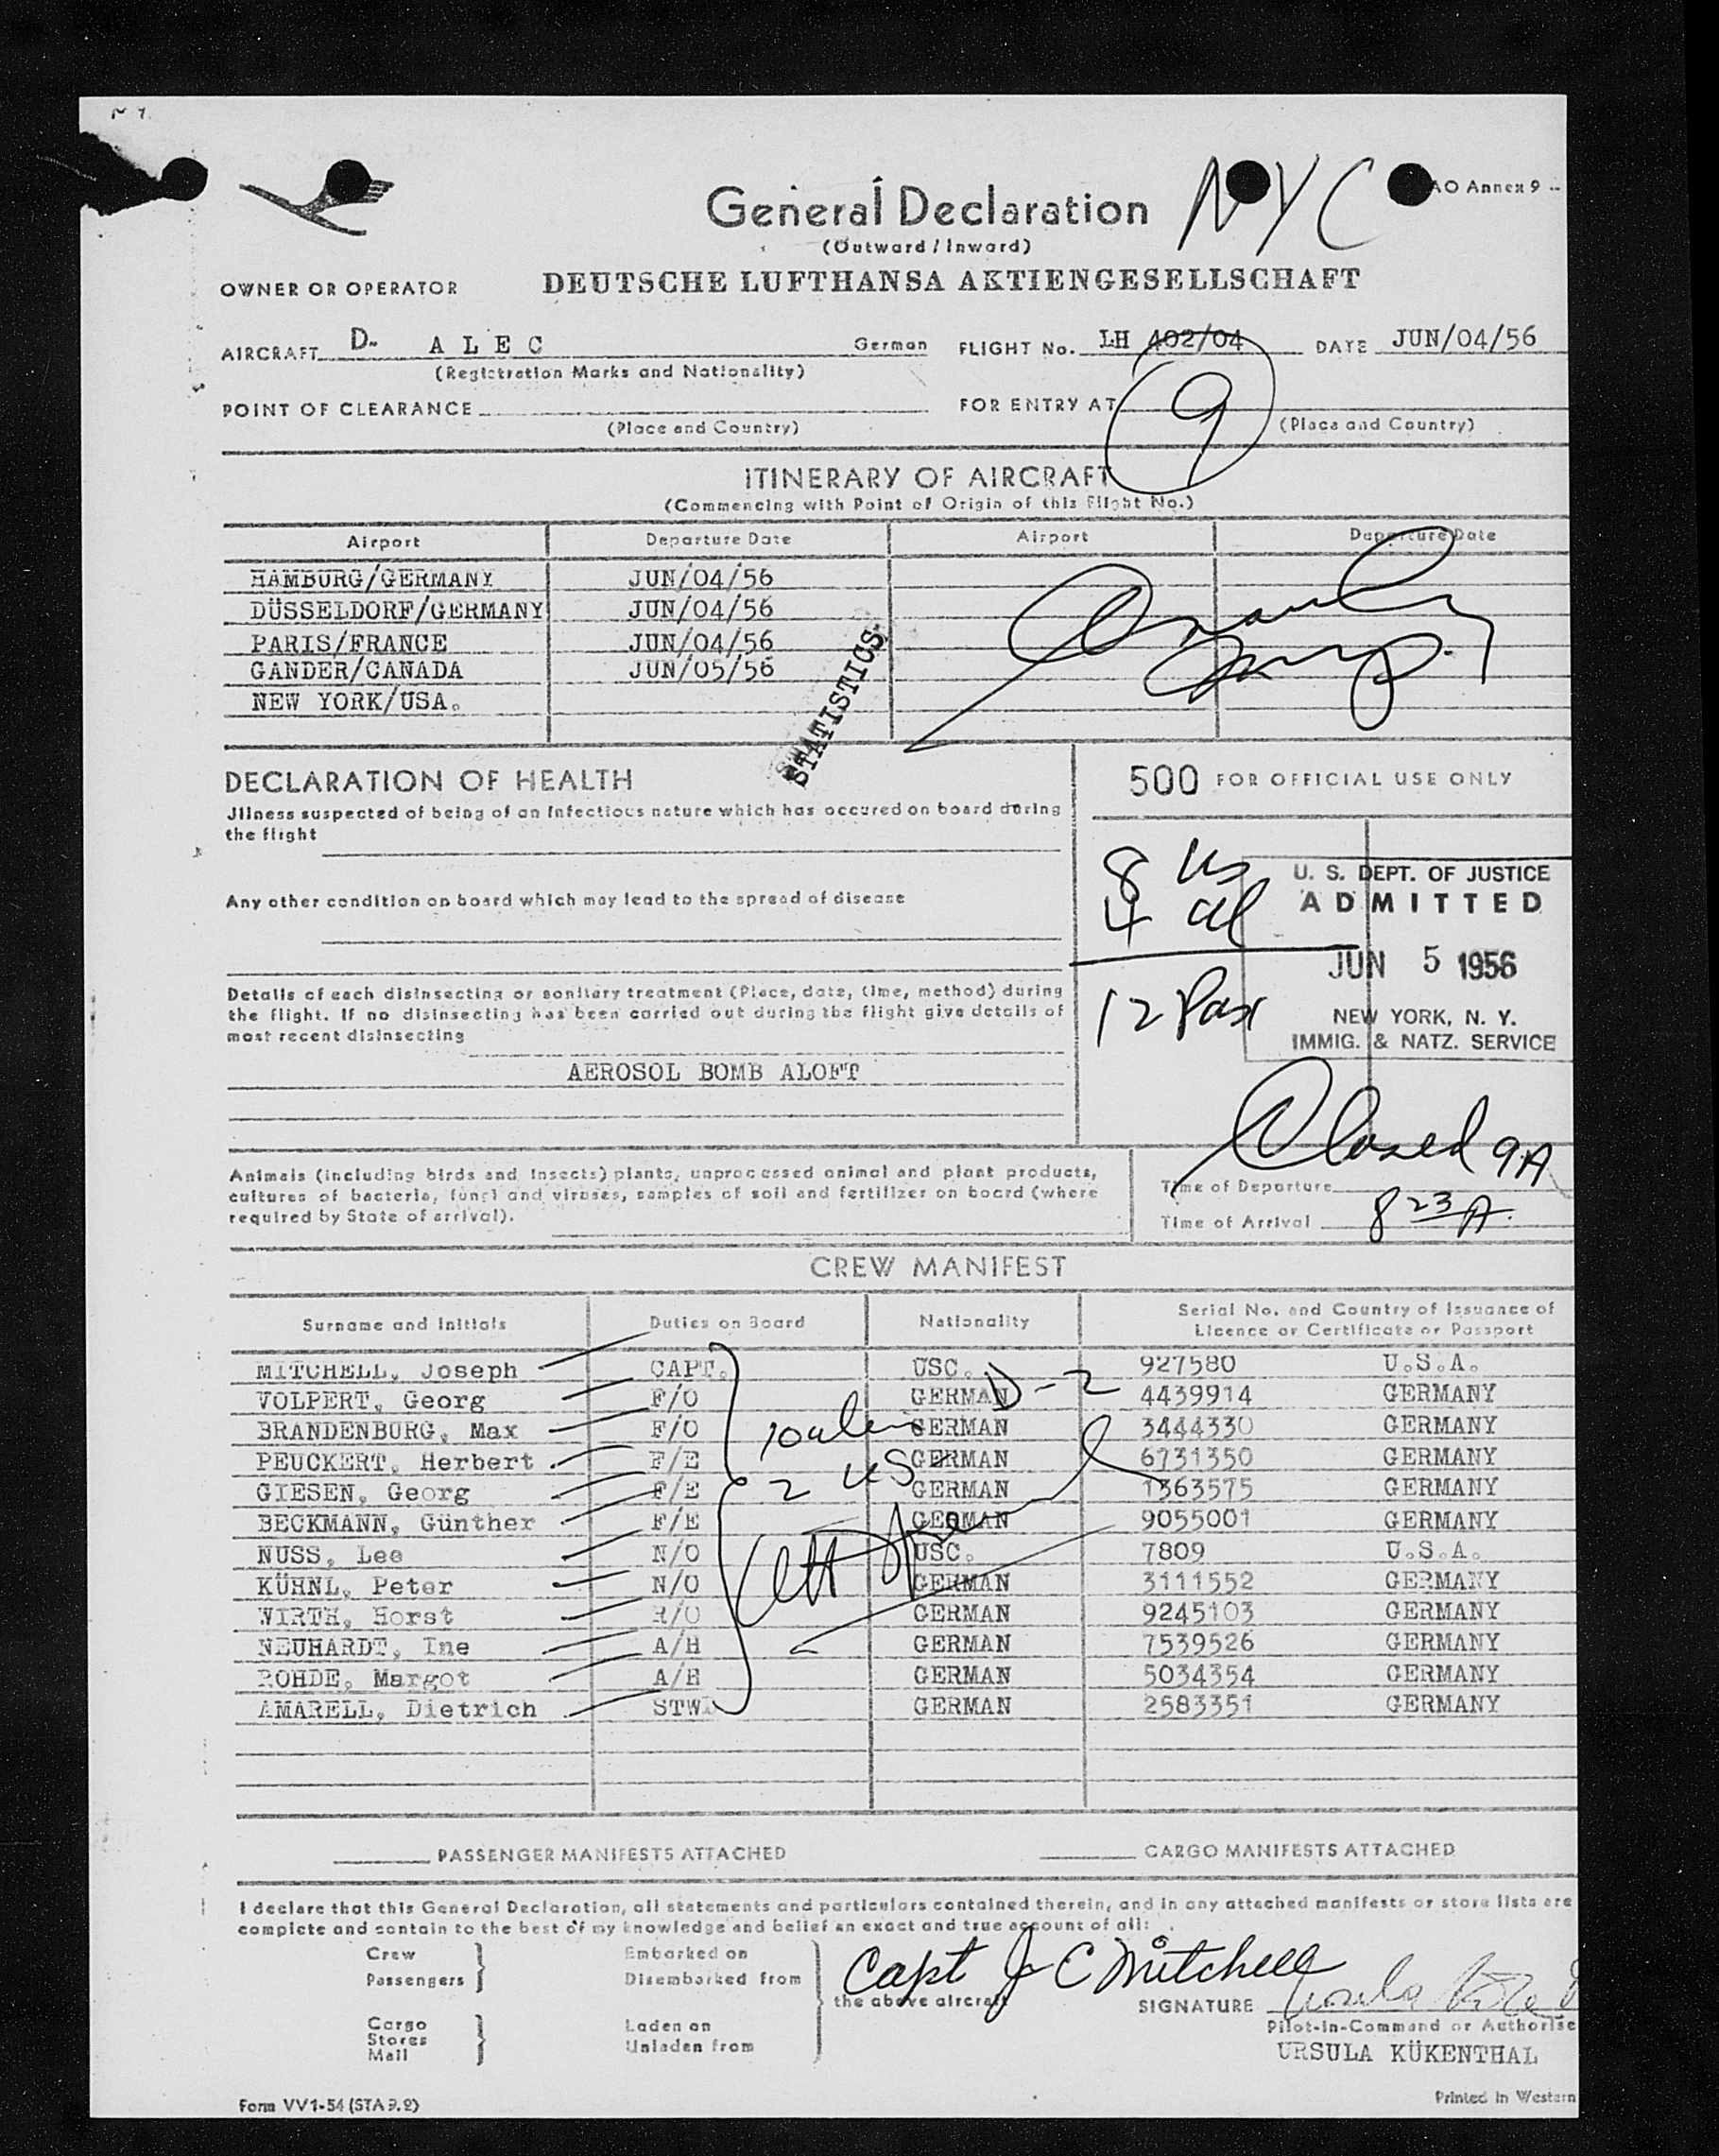 General Declaration NYC AO Annex 9 --
(Outward / Inward)
OWNER OR OPERATOR DEUTSCHE LUFTHANSA AKTIENGESELLSCHAFT
AIRCRAFT D- A L E C German FLIGHT No. LH 402/04 DATE JUN/04/56
(Registration Marks and Nationality)
POINT OF CLEARANCE FOR ENTRY AT 9
(Place and Country) (Place and Country)
ITINERARY OF AIRCRAFT
(Commencing with Point of Origin of this Flight No.)
Airport Departure Date Airport Departure Date
HAMBURG/GERMANY JUN/04/56
DÜSSELDORF/GERMANY JUN/04/56
PARIS/FRANCE JUN/04/56
GANDER/CANADA JUN/05/56
NEW YORK/USA.
STATISTICS
DECLARATION OF HEALTH
Jllness suspected of being of an infectious nature which has occured on board during
the flight
Any other condition on board which may lead to the spread of disease
Details of each disinsecting or sanitary treatment (Place, date, time, method) during
the flight. If no disinsecting has been carried out during the flight give details of
most recent disinsecting
AEROSOL BOMB ALOFT
500 FOR OFFICIAL USE ONLY
8 US
4 al
12 Pax
U. S. DEPT. OF JUSTICE
ADMITTED
JUN 5 1956
NEW YORK, N. Y.
IMMIG. & NATZ. SERVICE
Closed 9A
Animals (including birds and insects) plants, unprocessed animal and plant products,
cultures of bacteria, fungi and viruses, samples of soil and fertilizer on board (where
required by State of arrival).
Time of Departure
Time of Arrival 8 23 A.
CREW MANIFEST
Surname and Initials Duties on Board Nationality Serial No. and Country of Issuance of
Licence or Certificate or Passport
MITCHELL, Joseph CAPT. USC. 927580 U.S.A.
VOLPERT, Georg F/O GERMAN D-2 4439914 GERMANY
BRANDENBURG, Max F/O GERMAN 3444330 GERMANY
PEUCKERT, Herbert F/E GERMAN 6731350 GERMANY
GIESEN, Georg F/E GERMAN 1363575 GERMANY
BECKMANN, Günther F/E GERMAN 9055001 GERMANY
NUSS, Lee N/O USC. 7809 U.S.A.
KÜHNL, Peter N/O GERMAN 3111552 GERMANY
WIRTH, Horst R/O GERMAN 9245103 GERMANY
NEUHARDT, Ine A/H GERMAN 7539526 GERMANY
ROHDE, Margot A/H GERMAN 5034354 GERMANY
AMARELL, Dietrich STW. GERMAN 2583351 GERMANY
2 US
PASSENGER MANIFESTS ATTACHED CARGO MANIFESTS ATTACHED
I declare that this General Declaration, all statements and particulars contained therein, and in any atteched manifests or store lists are
complete and contain to the best of my knowledge and belief an exact and true account of all:
Crew Embarked on
Passengers Disembarked from
Capt J C Mitchell
the above aircraft
SIGNATURE
Cargo Laden on
Stores
Mail Unladen from
Pilot-in-Command or Authorise
URSULA KÜKENTHAL
Form VV1-54 (STA 9.2) Printed in Western